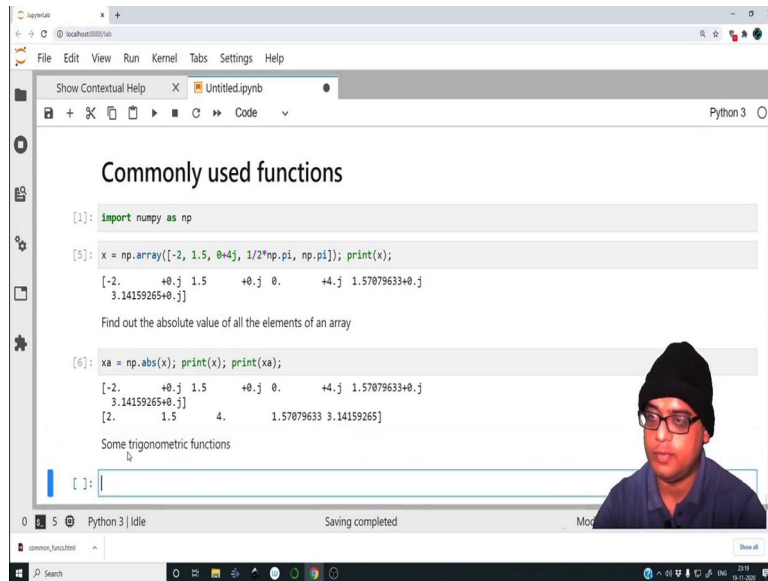 JupyterLab
localhost:8888/lab
File Edit View Run Kernel Tabs Settings Help
Show Contextual Help
Untitled.ipynb
Code
Python 3
Commonly used functions
[1]: import numpy as np
[5]: x = np.array([-2, 1.5, 0+4j, 1/2*np.pi, np.pi]); print(x);
[-2. +0.j 1.5 +0.j 0. +4.j 1.57079633+0.j
3.14159265+0.j]
Find out the absolute value of all the elements of an array
[6]: xa = np.abs(x); print(x); print(xa);
[-2. +0.j 1.5 +0.j 0. +4.j 1.57079633+0.j
3.14159265+0.j]
[2. 1.5 4. 1.57079633 3.14159265]
Some trigonometric functions
[ ]:
0 5 Python 3 | Idle Saving completed
common_funcs.html
Show all
Search
ENG
23:19
19-11-2020